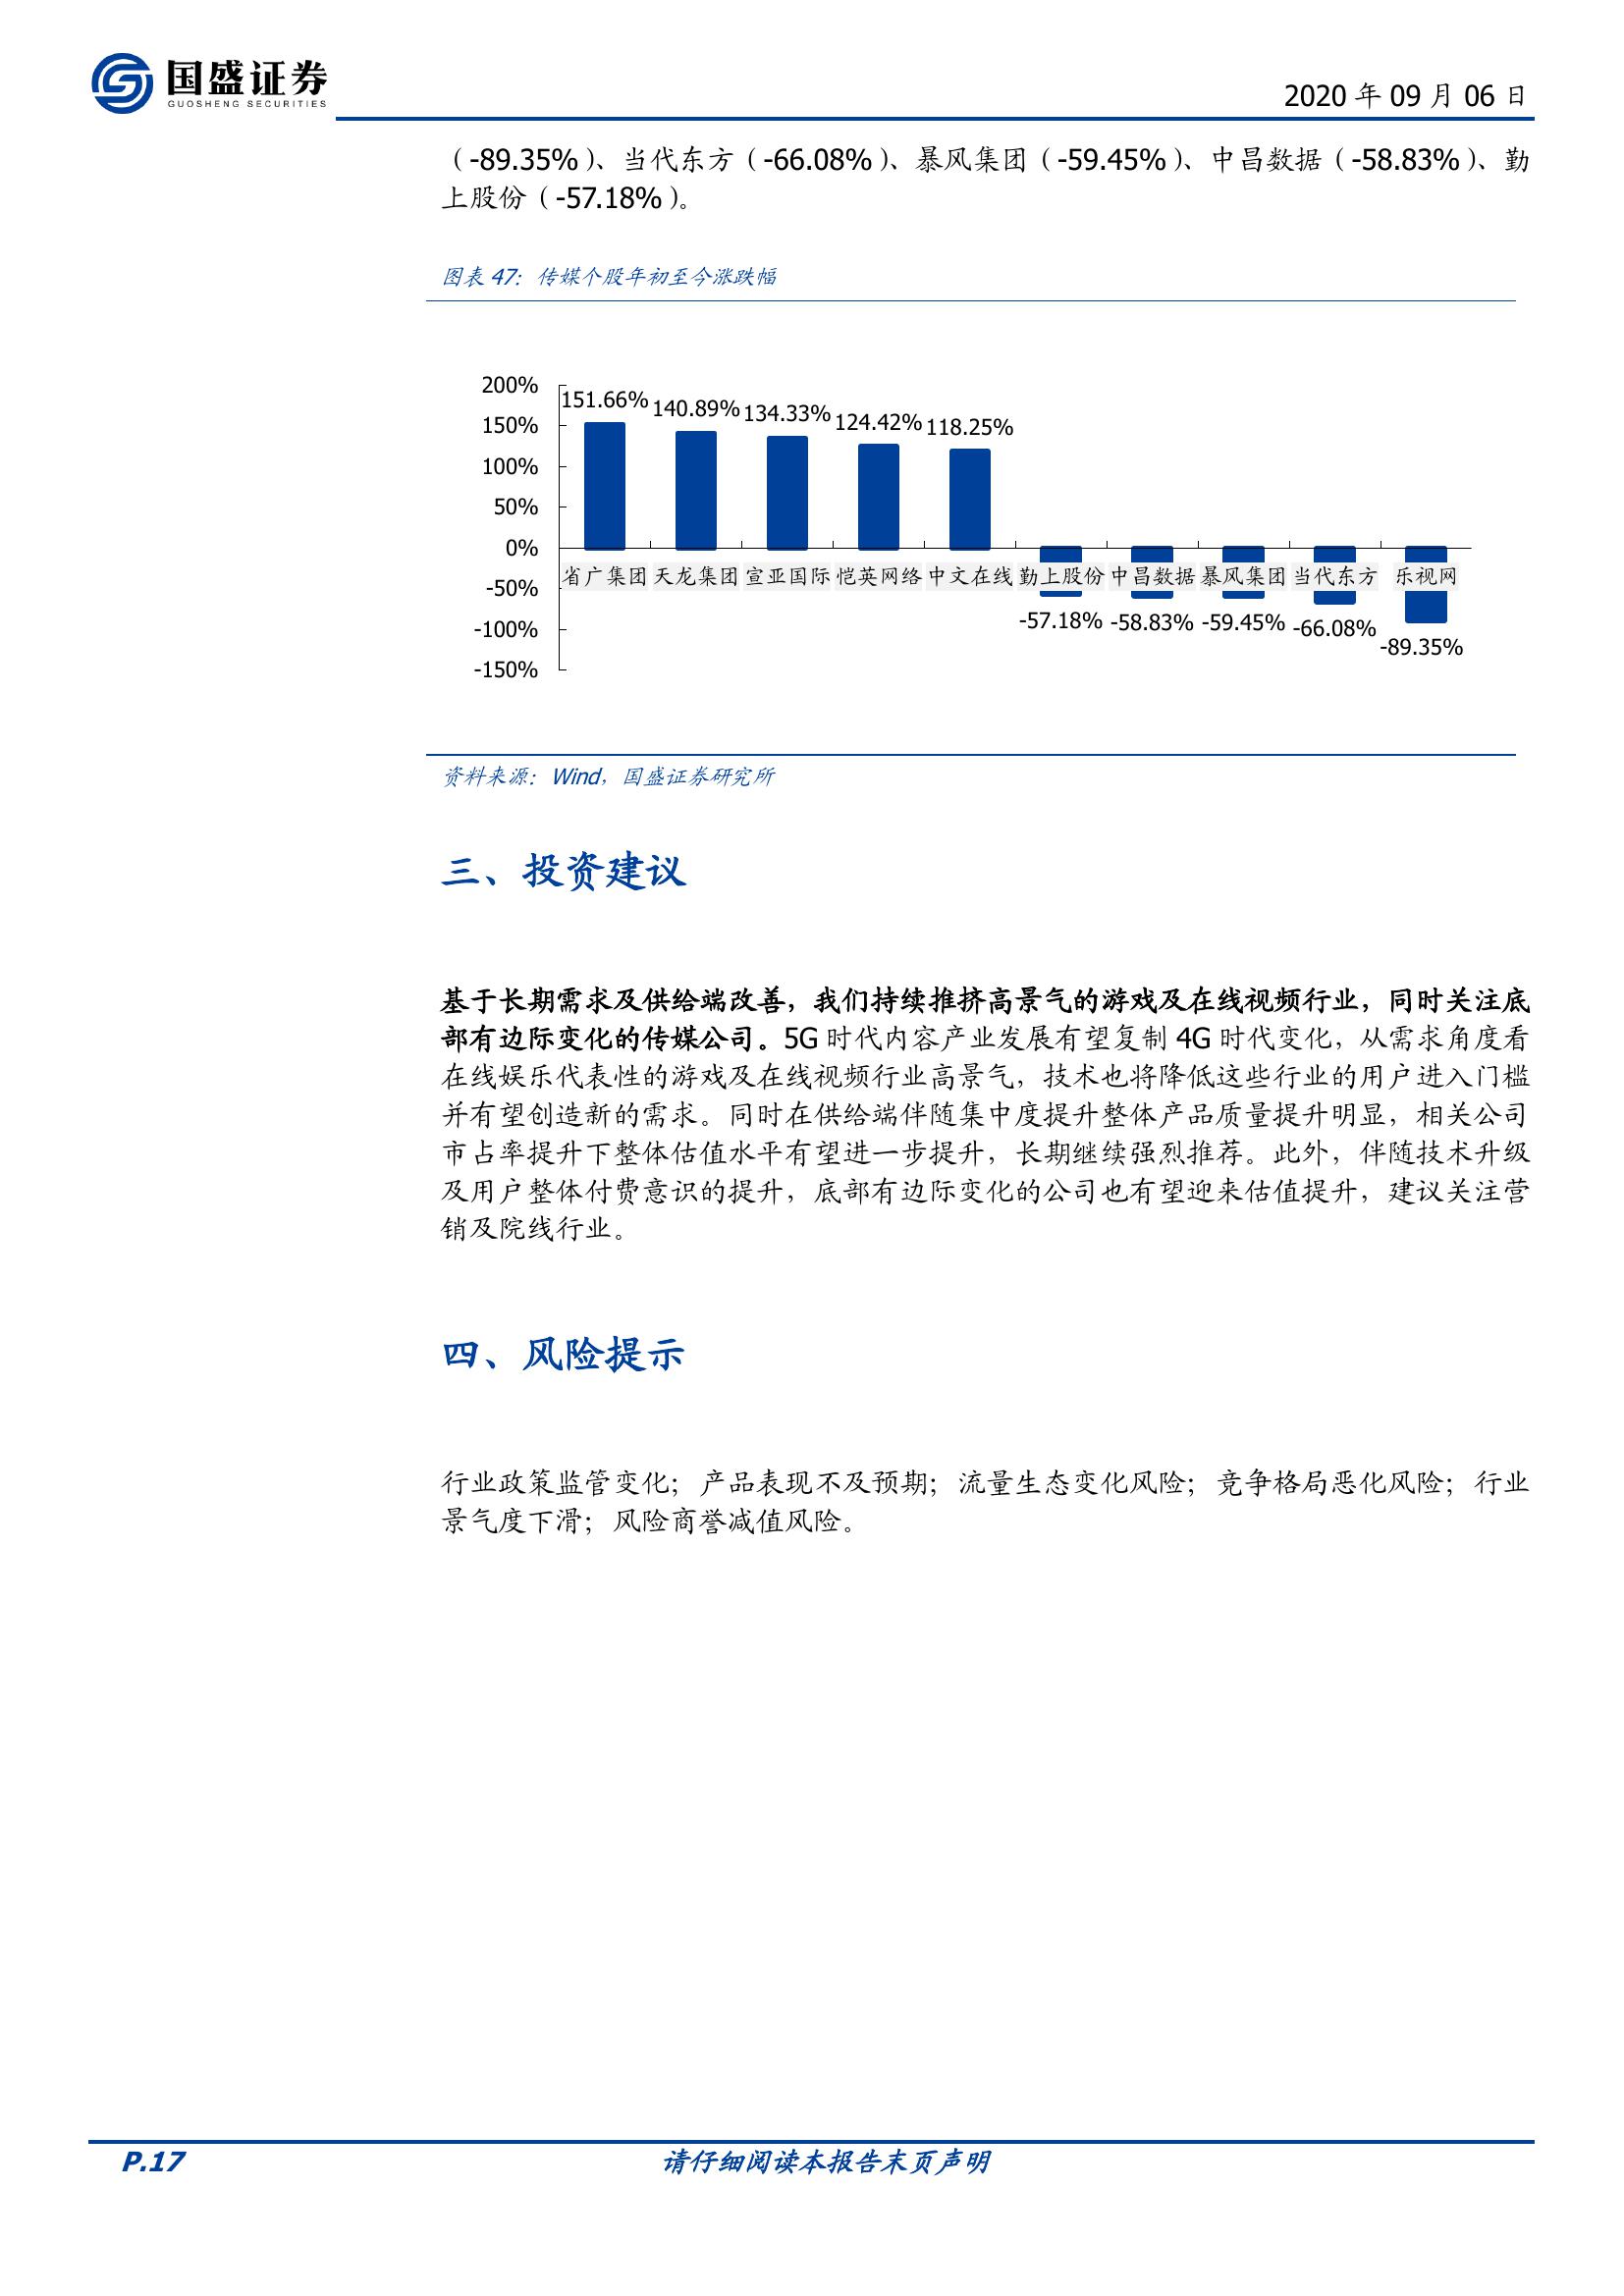 国盛证券
GUOSHENG SECURITIES
2020 年 09 月 06 日
（-89.35%）、当代东方（-66.08%）、暴风集团（-59.45%）、中昌数据（-58.83%）、勤
上股份（-57.18%）。
图表 47：传媒个股年初至今涨跌幅
200%
150%
100%
50%
0%
-50%
-100%
-150%
151.66% 140.89% 134.33% 124.42% 118.25%
省广集团 天龙集团 宣亚国际 恺英网络 中文在线 勤上股份 中昌数据 暴风集团 当代东方 乐视网
-57.18% -58.83% -59.45% -66.08% -89.35%
资料来源：Wind，国盛证券研究所
三、投资建议
基于长期需求及供给端改善，我们持续推挤高景气的游戏及在线视频行业，同时关注底
部有边际变化的传媒公司。5G 时代内容产业发展有望复制 4G 时代变化，从需求角度看
在线娱乐代表性的游戏及在线视频行业高景气，技术也将降低这些行业的用户进入门槛
并有望创造新的需求。同时在供给端伴随集中度提升整体产品质量提升明显，相关公司
市占率提升下整体估值水平有望进一步提升，长期继续强烈推荐。此外，伴随技术升级
及用户整体付费意识的提升，底部有边际变化的公司也有望迎来估值提升，建议关注营
销及院线行业。
四、风险提示
行业政策监管变化；产品表现不及预期；流量生态变化风险；竞争格局恶化风险；行业
景气度下滑；风险商誉减值风险。
P.17
请仔细阅读本报告末页声明